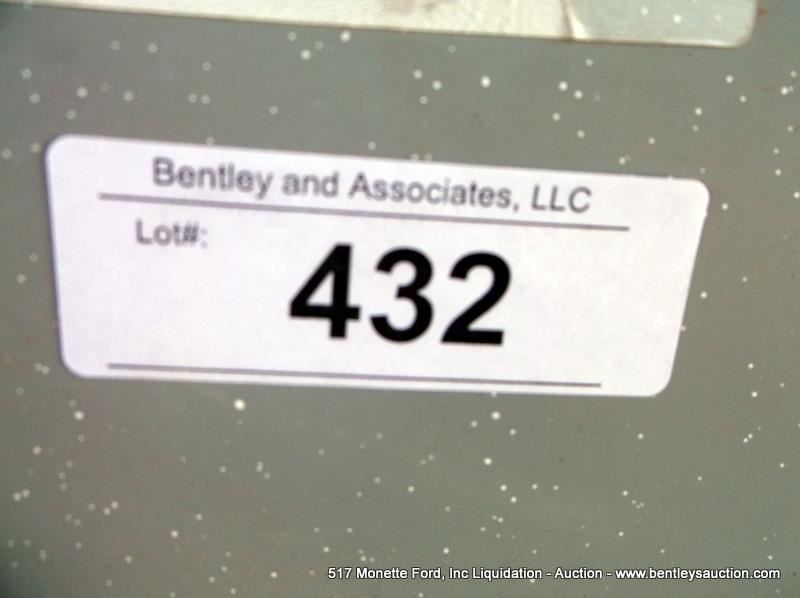 Bentley and Associates, LLC
Lot#:
432
517 Monette Ford, Inc Liquidation - Auction - www.bentleysauction.com